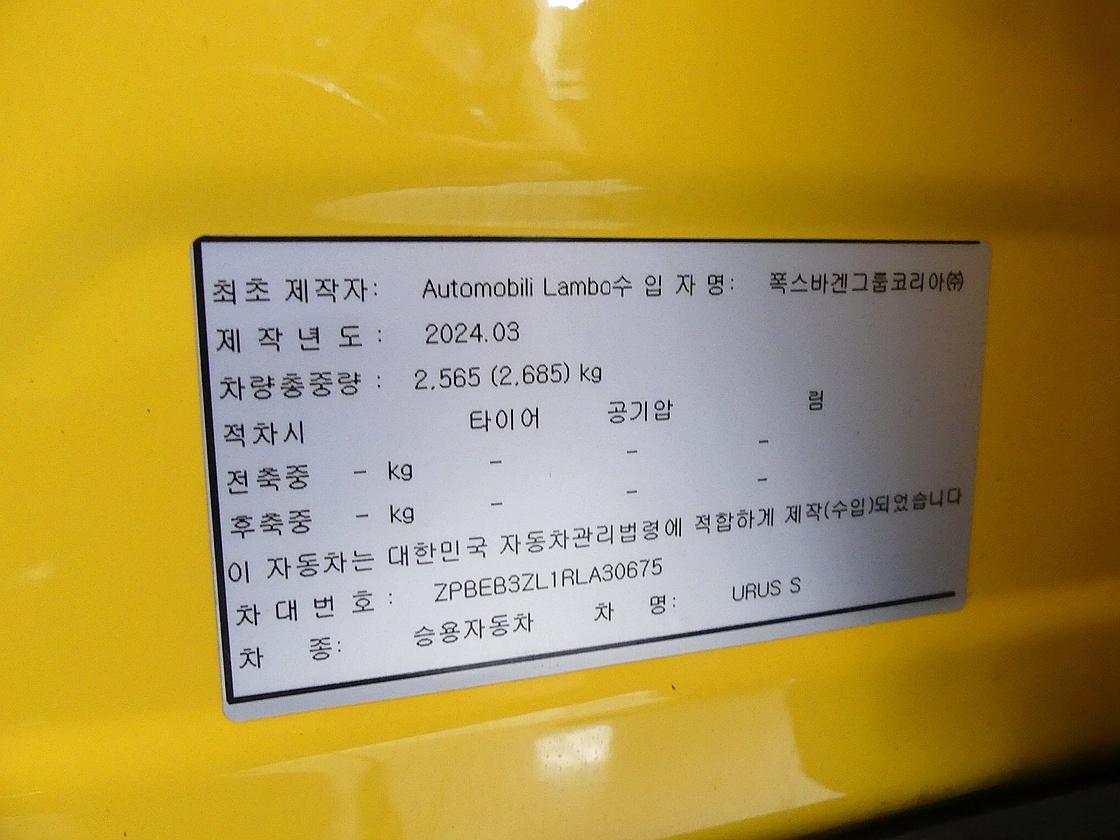 최초 제작자: Automobili Lambo수 입 자 명: 폭스바겐그룹코리아㈜
제 작 년 도 : 2024.03
차량총중량 : 2,565 (2,685) kg
적차시 타이어 공기압 림
전축중 - kg - - -
후축중 - kg - - -
이 자동차는 대한민국 자동차관리법령에 적합하게 제작(수입)되었습니다
차 대 번 호 : ZPBEB3ZL1RLA30675
차 종: 승용자동차 차 명: URUS S